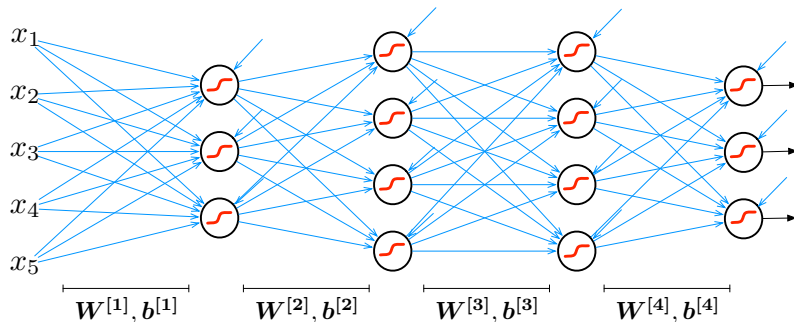 x₁
x₂
x₃
x₄
x₅
W^[1], b^[1] W^[2], b^[2] W^[3], b^[3] W^[4], b^[4]